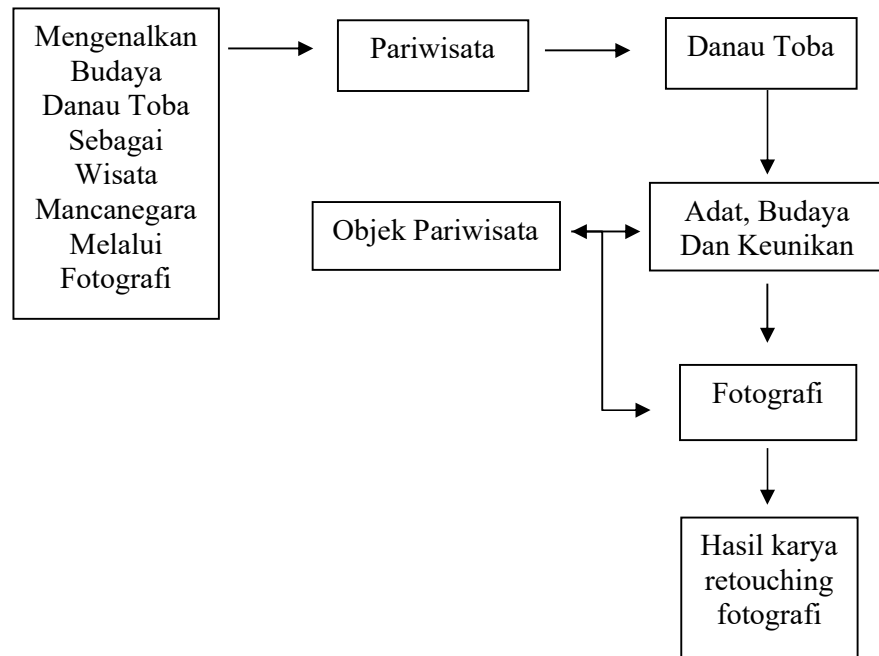 Mengenalkan
Budaya
Danau Toba
Sebagai
Wisata
Mancanegara
Melalui
Fotografi
Pariwisata
Danau Toba
Objek Pariwisata
Adat, Budaya
Dan Keunikan
Fotografi
Hasil karya
retouching
fotografi